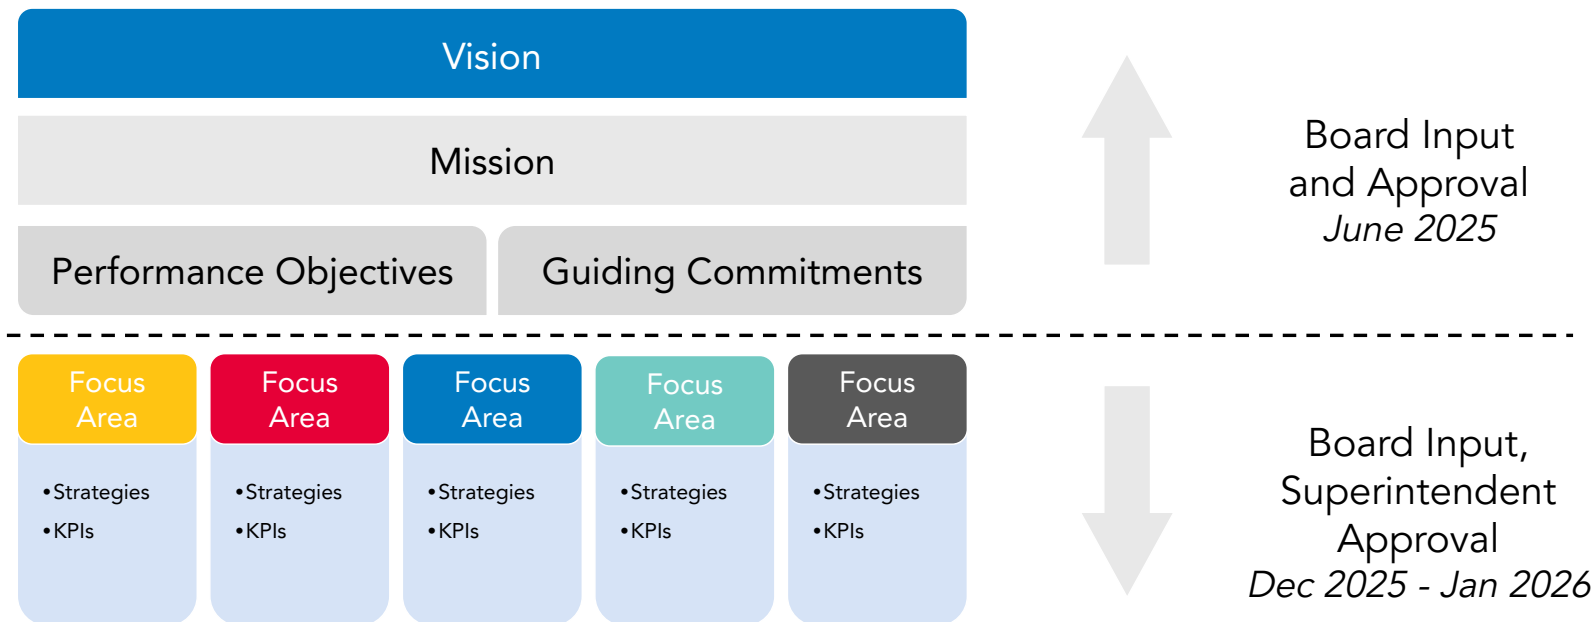 Vision
Mission
Performance Objectives
Guiding Commitments
Board Input
and Approval
June 2025
Focus
Area
•Strategies
•KPIs
Focus
Area
•Strategies
•KPIs
Focus
Area
•Strategies
•KPIs
Focus
Area
•Strategies
•KPIs
Focus
Area
•Strategies
•KPIs
Board Input,
Superintendent
Approval
Dec 2025 - Jan 2026